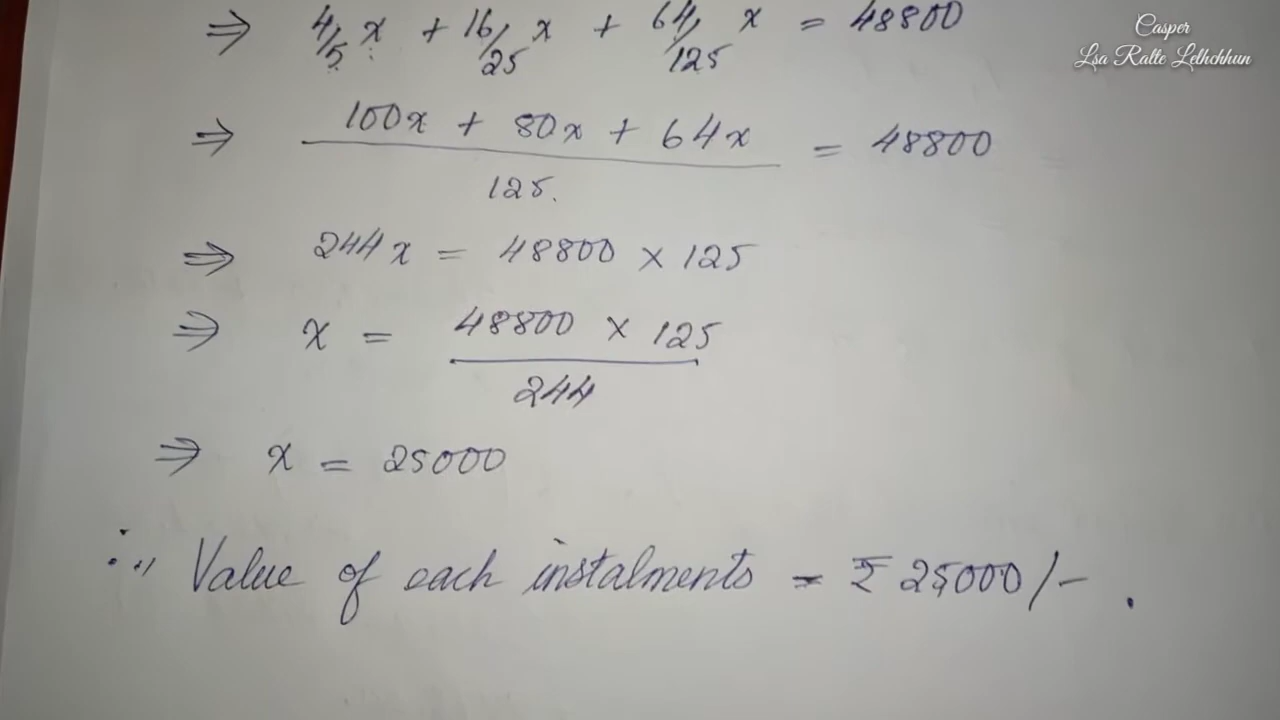 ⇒ 4/5 x + 16/25 x + 64/125 x = 48800
Casper
Lsa Ralte Lethchhun
⇒ 100x + 80x + 64x = 48800
125.
⇒ 244x = 48800 × 125
⇒ x = 48800 × 125
244
⇒ x = 25000
∴ Value of each instalments = ₹ 25000/- .